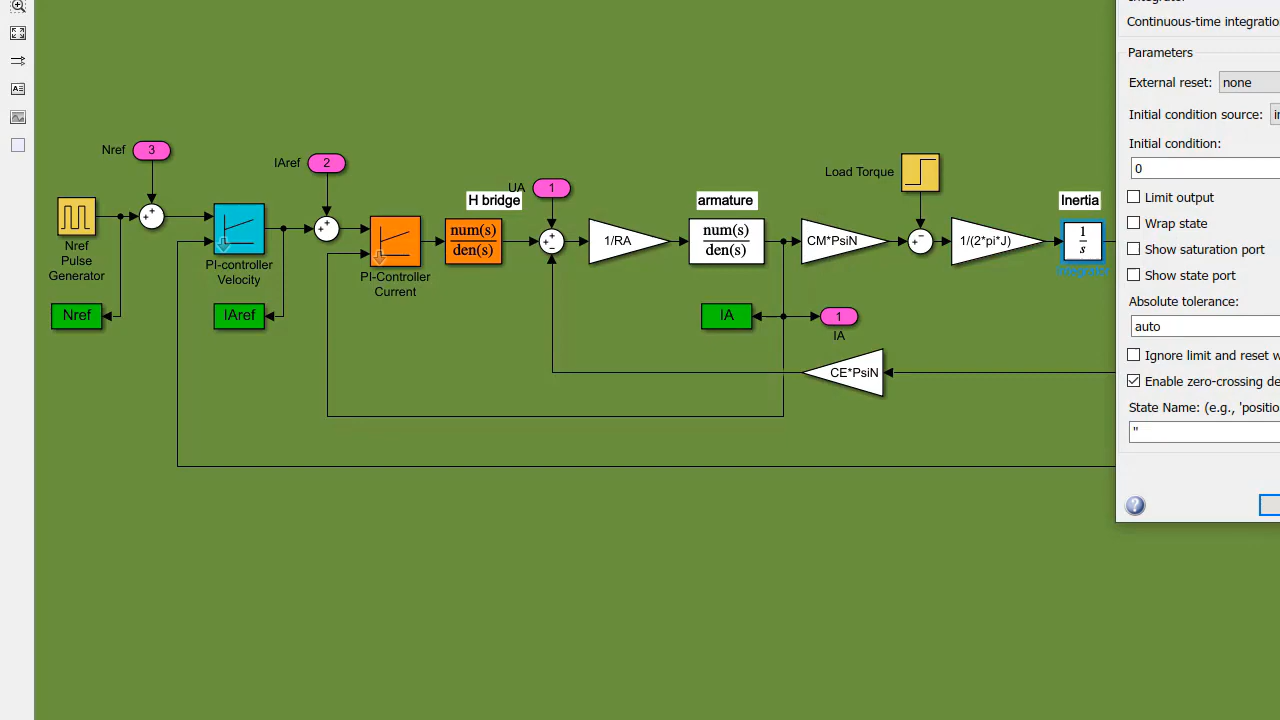 Continuous-time integratio
Parameters
External reset: none
Initial condition source:
Initial condition:
0
Limit output
Wrap state
Show saturation port
Show state port
Absolute tolerance:
auto
Ignore limit and reset w
Enable zero-crossing de
State Name: (e.g., 'positio
''
?
Nref
3
IAref
2
UA
1
Load Torque
H bridge
armature
Inertia
Nref
Pulse
Generator
PI-controller
Velocity
PI-Controller
Current
num(s)
den(s)
1/RA
num(s)
den(s)
CM*PsiN
1/(2*pi*J)
1
s
Integrator
Nref
IAref
IA
1
IA
CE*PsiN